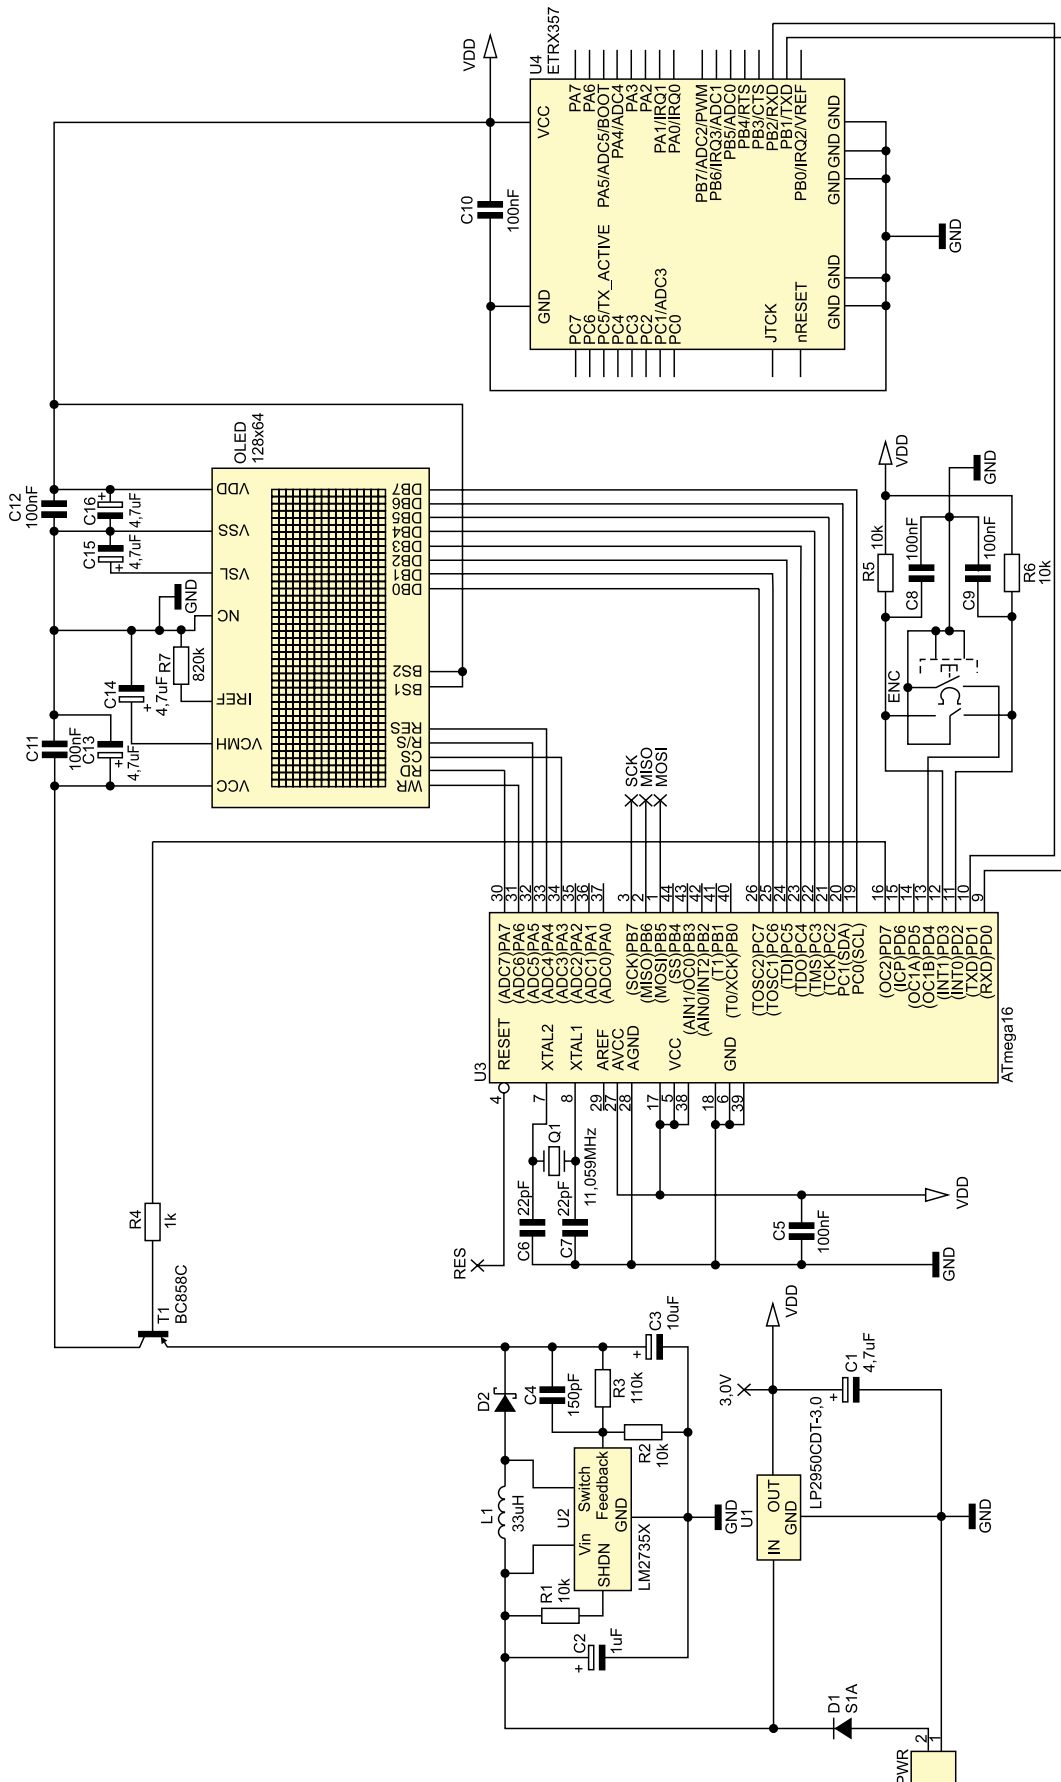 VDD
U4
ETRX357
VCC
GND
C10
100nF
PA7
PA6
PA5/ADC5/BOOT
PA4/ADC4
PA3
PA2
PA1/IRQ1
PA0/IRQ0
PB7/ADC2/PWM
PB6/IRQ3/ADC1
PB5/ADC0
PB4/RTS
PB3/CTS
PB2/RXD
PB1/TXD
PB0/IRQ2/VREF
PC7
PC6
PC5/TX_ACTIVE
PC4
PC3
PC2
PC1/ADC3
PC0
JTCK
nRESET
GND GND GND
GND GND
GND
OLED
128x64
C12
100nF
C16
4,7uF
+
C15
4,7uF
+
GND
C14
4,7uF
+
R7
820k
C11
100nF
C13
4,7uF
+
VDD
VSS
VSL
NC
IREF
VCMH
VCC
DB7
DB6
DB5
DB4
DB3
DB2
DB1
DB0
BS2
BS1
RES
R/S
CS
RD
WR
VDD
GND
R5
10k
C8
100nF
C9
100nF
R6
10k
ENC
SCK
MISO
MOSI
30
31
32
33
34
35
36
37
3
2
1
44
43
42
41
40
26
25
24
23
22
21
20
19
16
15
14
13
12
11
10
9
(ADC7)PA7
(ADC6)PA6
(ADC5)PA5
(ADC4)PA4
(ADC3)PA3
(ADC2)PA2
(ADC1)PA1
(ADC0)PA0
(SCK)PB7
(MISO)PB6
(MOSI)PB5
(SS)PB4
(AIN1/OC0)PB3
(AIN0/INT2)PB2
(T1)PB1
(T0/XCK)PB0
(TOSC2)PC7
(TOSC1)PC6
(TDI)PC5
(TDO)PC4
(TMS)PC3
(TCK)PC2
PC1(SDA)
PC0(SCL)
(OC2)PD7
(ICP)PD6
(OC1A)PD5
(OC1B)PD4
(INT1)PD3
(INT0)PD2
(TXD)PD1
(RXD)PD0
U3
RESET
XTAL2
XTAL1
AREF
AVCC
AGND
VCC
GND
ATmega16
4
7
8
29
27
28
17
5
38
18
6
39
Q1
11,059MHz
C6
22pF
C7
22pF
RES
C5
100nF
VDD
GND
R4
1k
T1
BC858C
D2
C4
150pF
R3
110k
C3
10uF
+
R2
10k
L1
33uH
U2
Switch
Feedback
Vin
GND
SHDN
LM2735X
GND
R1
10k
C2
1uF
+
VDD
3,0V
C1
4,7uF
+
LP2950CDT-3,0
U1
OUT
GND
IN
GND
D1
S1A
2
1
PWR